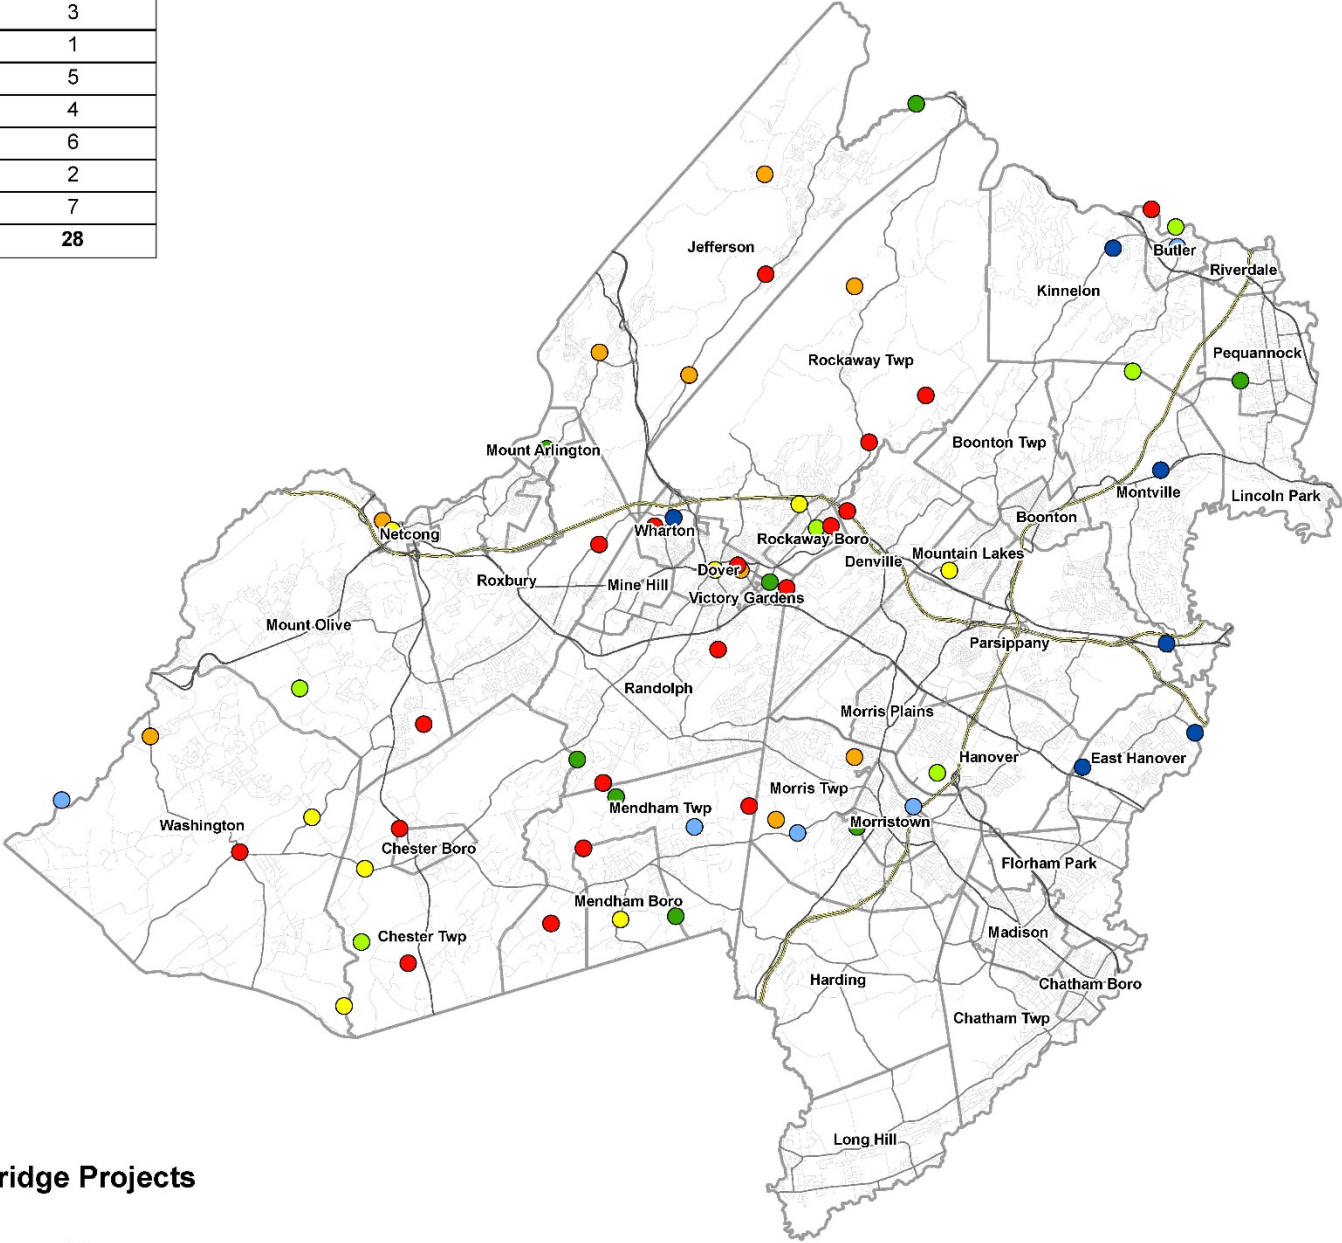 3
1
5
4
6
2
7
28
Jefferson
Butler
Riverdale
Kinnelon
Pequannock
Rockaway Twp
Boonton Twp
Mount Arlington
Montville
Lincoln Park
Boonton
Wharton
Netcong
Rockaway Boro
Mountain Lakes
Denville
Dover
Roxbury
Mine Hill
Victory Gardens
Mount Olive
Parsippany
Randolph
Morris Plains
Hanover
East Hanover
Morris Twp
Mendham Twp
Washington
Morristown
Chester Boro
Florham Park
Mendham Boro
Madison
Chester Twp
Harding
Chatham Boro
Chatham Twp
Long Hill
ridge Projects